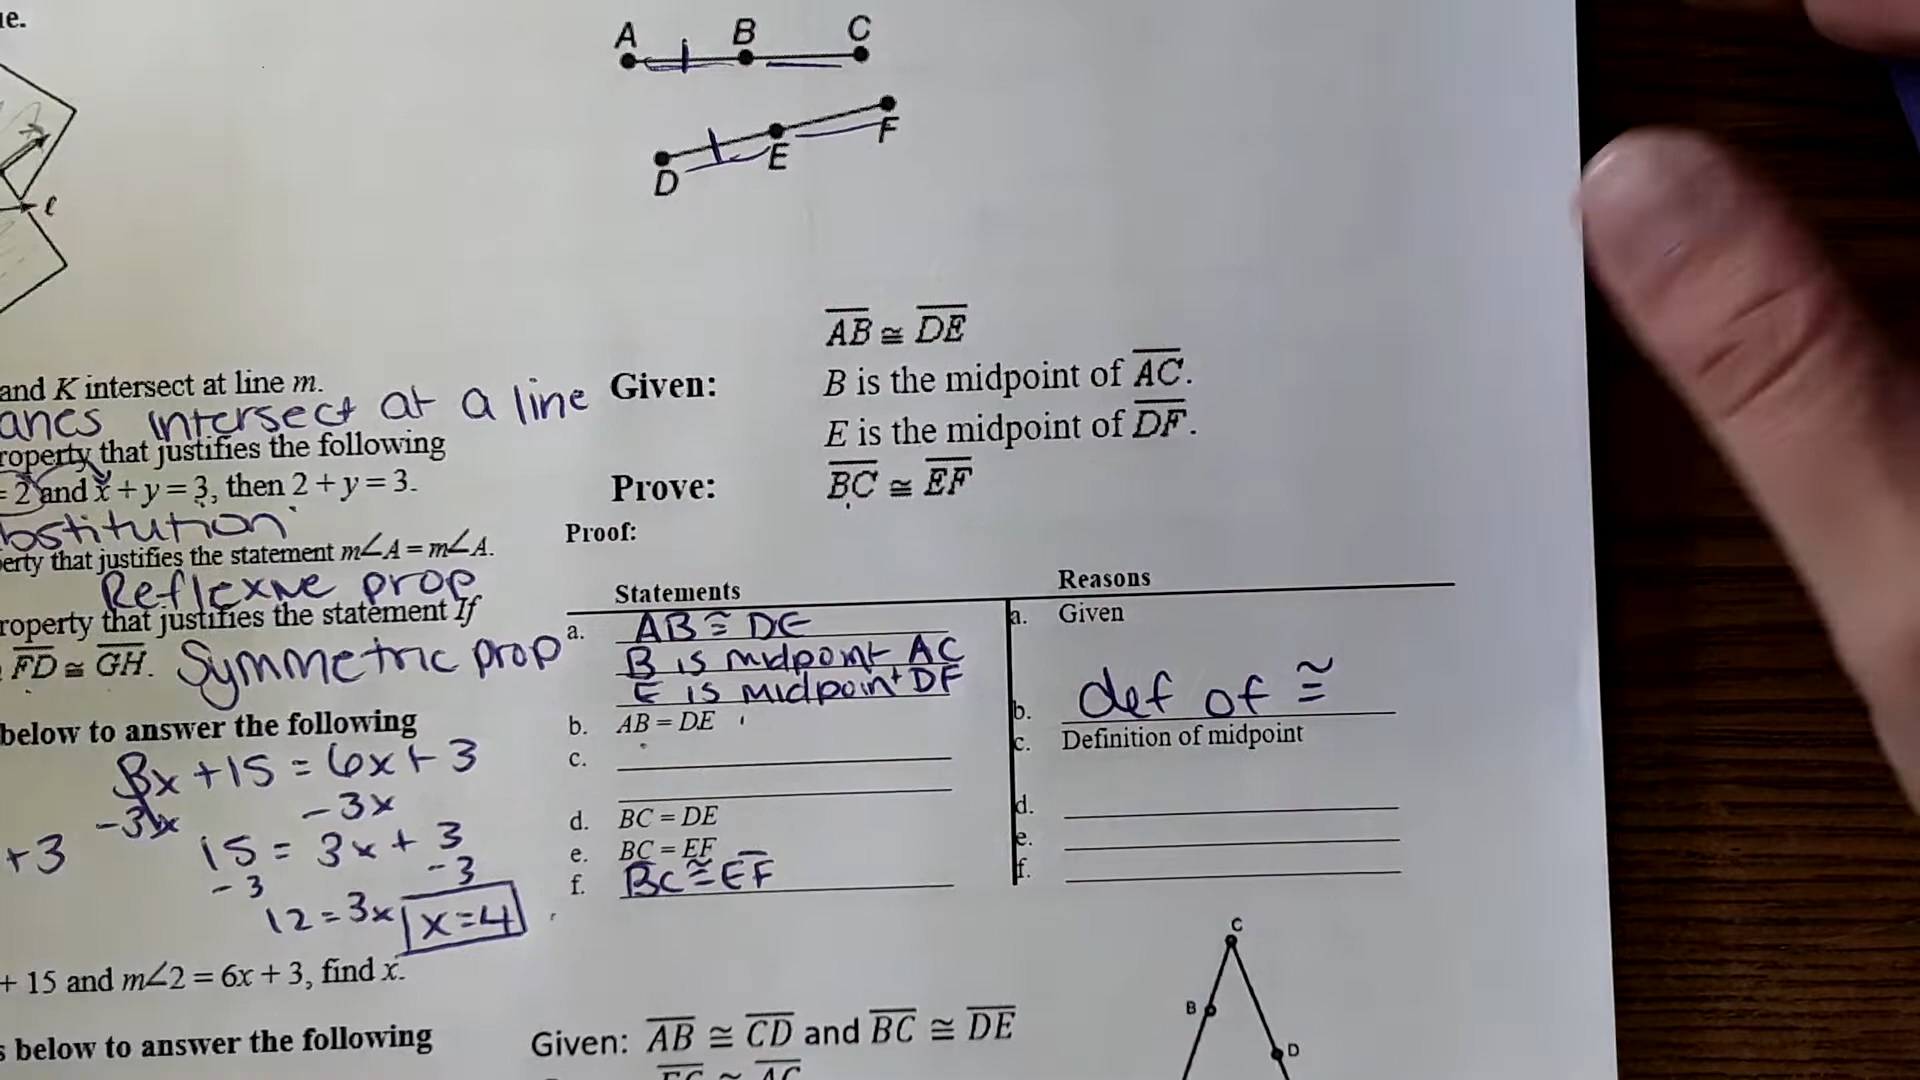 A B C
D E F
ℓ
and K intersect at line m.
intersect at a line
that justifies the following
= 2 and x + y = 3, then 2 + y = 3.
that justifies the statement m∠A = m∠A.
Reflexive prop
that justifies the statement If
FD ≅ GH. Symmetric prop
below to answer the following
3x + 15 = 6x + 3
-3x -3x
+3 15 = 3x + 3
-3 -3
12 = 3x x=4
+ 15 and m∠2 = 6x + 3, find x.
below to answer the following
AB ≅ DE
Given: B is the midpoint of AC.
E is the midpoint of DF.
Prove: BC ≅ EF
Proof:
Statements Reasons
a. AB ≅ DE a. Given
B is midpoint AC
E is midpoint DF
b. AB = DE b. def of ≅
c. c. Definition of midpoint
d. BC = DE d.
e. BC = EF e.
f. BC ≅ EF f.
C
B
D
Given: AB ≅ CD and BC ≅ DE